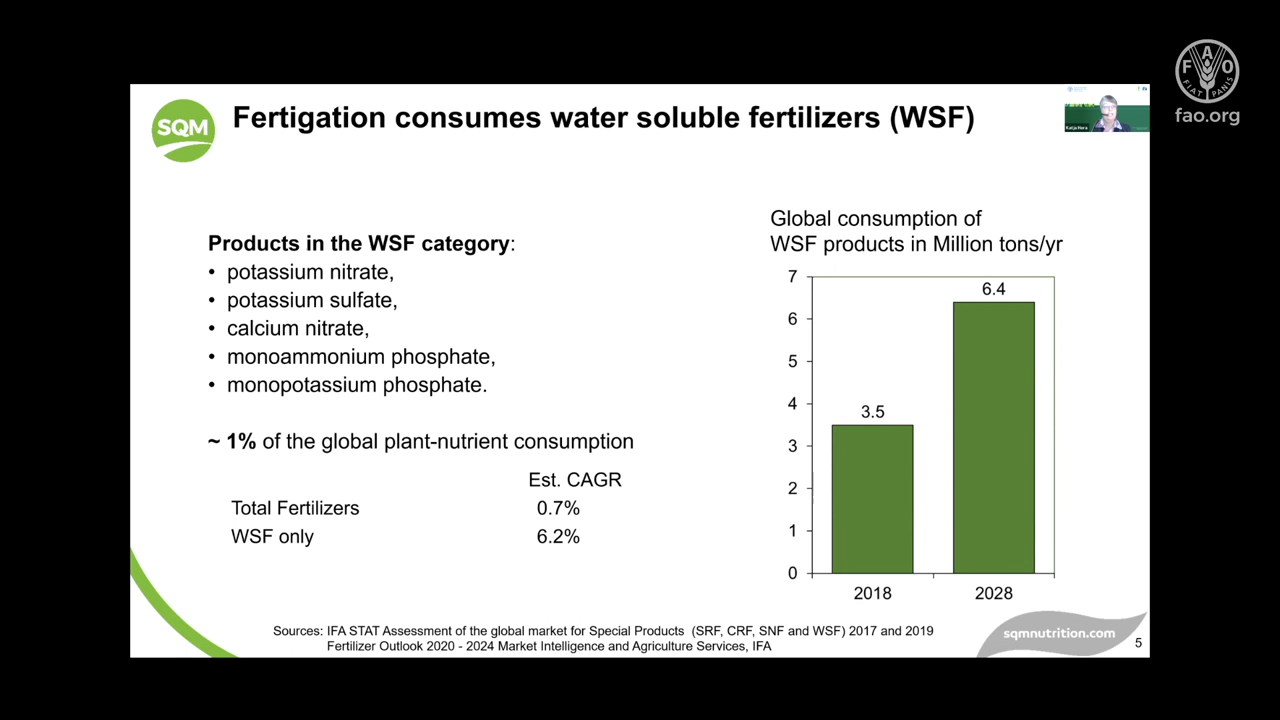 FAO
FIAT PANIS
fao.org
SQM
Fertigation consumes water soluble fertilizers (WSF)
Katja Hora
Products in the WSF category:
• potassium nitrate,
• potassium sulfate,
• calcium nitrate,
• monoammonium phosphate,
• monopotassium phosphate.
~ 1% of the global plant-nutrient consumption
Est. CAGR
Total Fertilizers 0.7%
WSF only 6.2%
Global consumption of
WSF products in Million tons/yr
7
6
5
4
3
2
1
0
3.5
6.4
2018 2028
Sources: IFA STAT Assessment of the global market for Special Products (SRF, CRF, SNF and WSF) 2017 and 2019
Fertilizer Outlook 2020 - 2024 Market Intelligence and Agriculture Services, IFA
sqmnutrition.com
5